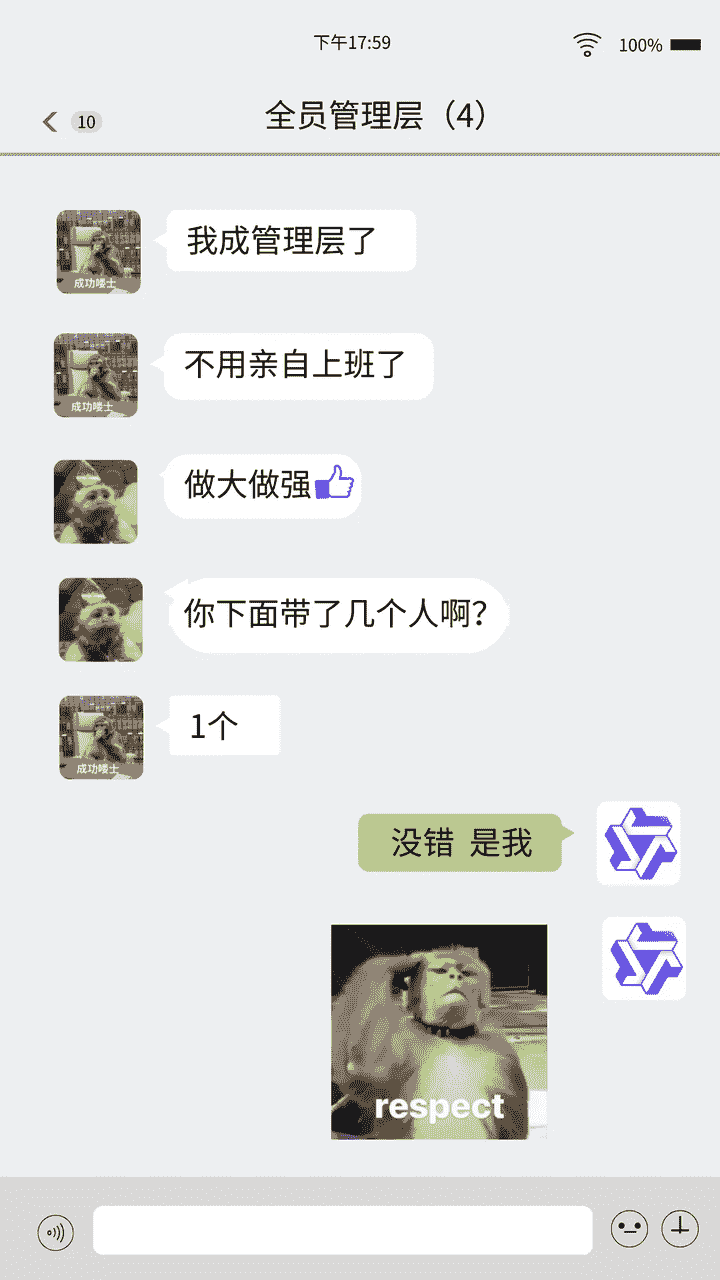 下午17:59
100%
10
全员管理层（4）
我成管理层了
成功喽士
不用亲自上班了
成功喽士
做大做强
你下面带了几个人啊？
1个
成功喽士
没错 是我
respect